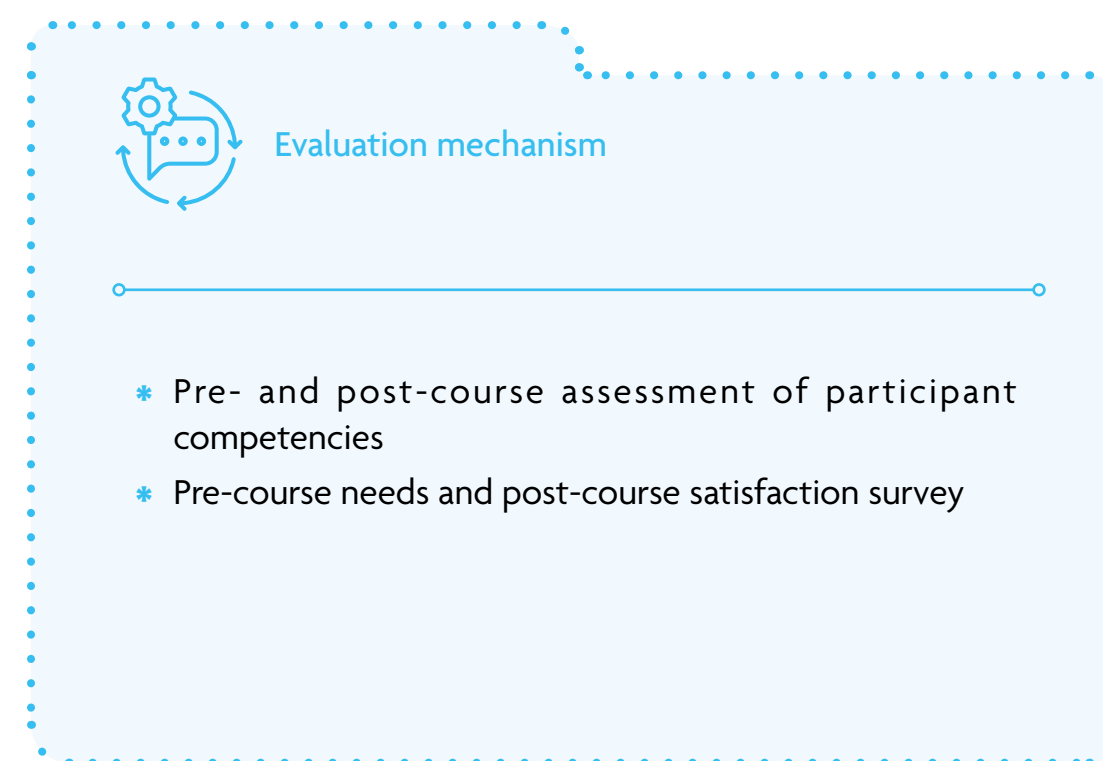 Evaluation mechanism
* Pre- and post-course assessment of participant
competencies
* Pre-course needs and post-course satisfaction survey